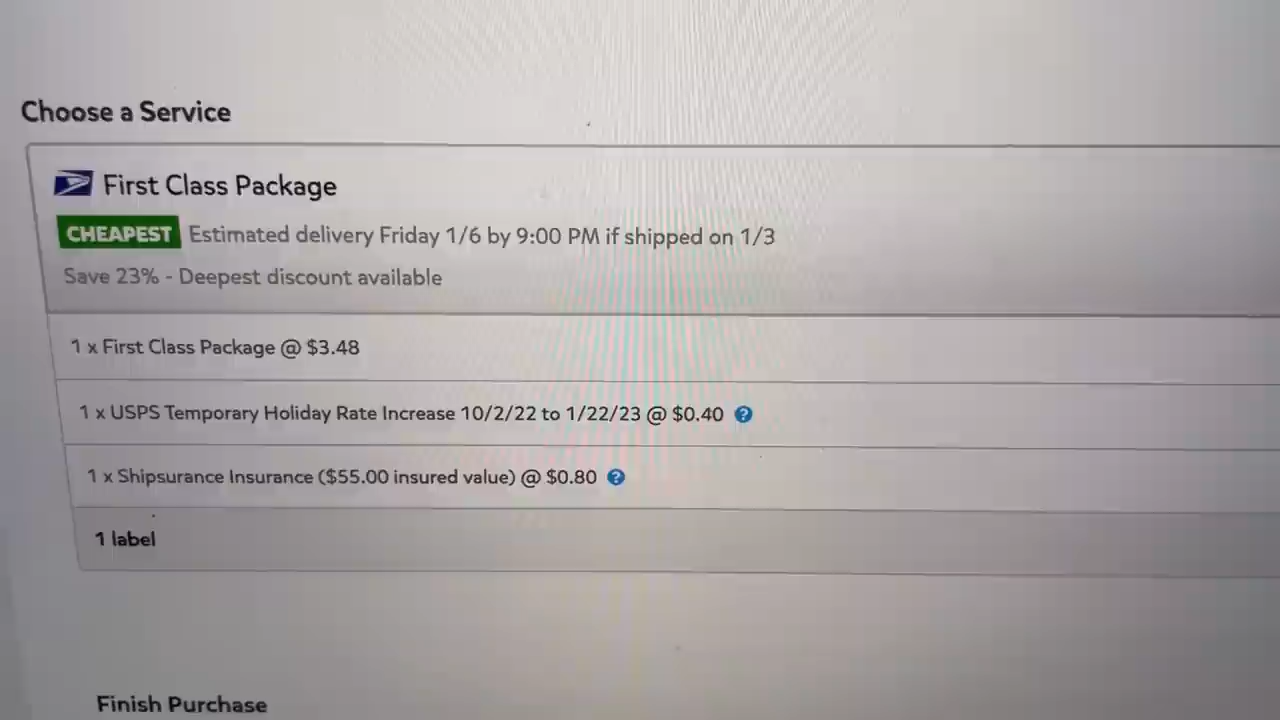 Choose a Service
First Class Package
CHEAPEST Estimated delivery Friday 1/6 by 9:00 PM if shipped on 1/3
Save 23% - Deepest discount available
1 x First Class Package @ $3.48
1 x USPS Temporary Holiday Rate Increase 10/2/22 to 1/22/23 @ $0.40 ?
1 x Shipsurance Insurance ($55.00 insured value) @ $0.80 ?
1 label
Finish Purchase